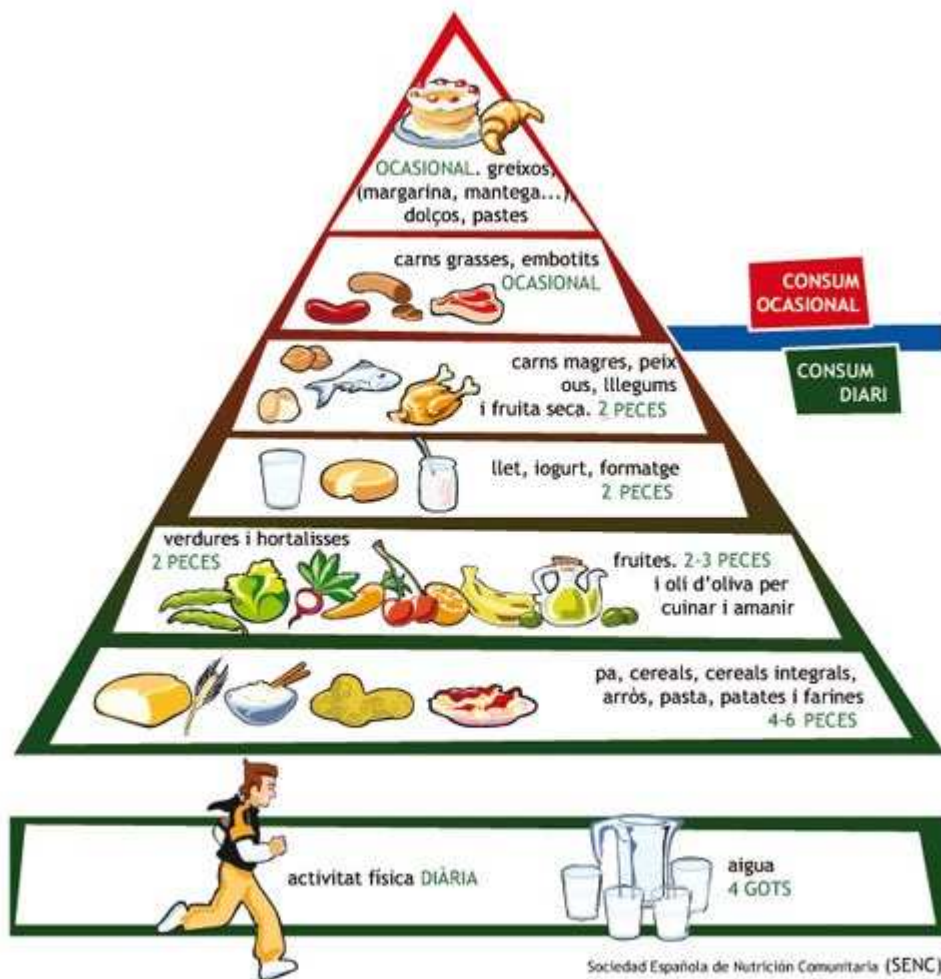 OCASIONAL. greixos,
(margarina, mantega...)
dolços, pastes
carns grasses, embotits
OCASIONAL
CONSUM
OCASIONAL
carns magres, peix
ous, lllegums
i fruita seca. 2 PECES
CONSUM
DIARI
llet, iogurt, formatge
2 PECES
verdures i hortalisses
2 PECES
fruites. 2-3 PECES
i oli d'oliva per
cuinar i amanir
pa, cereals, cereals integrals,
arròs, pasta, patates i farines
4-6 PECES
activitat física DIÀRIA
aigua
4 GOTS
Sociedad Española de Nutrición Comunitaria (SENC)